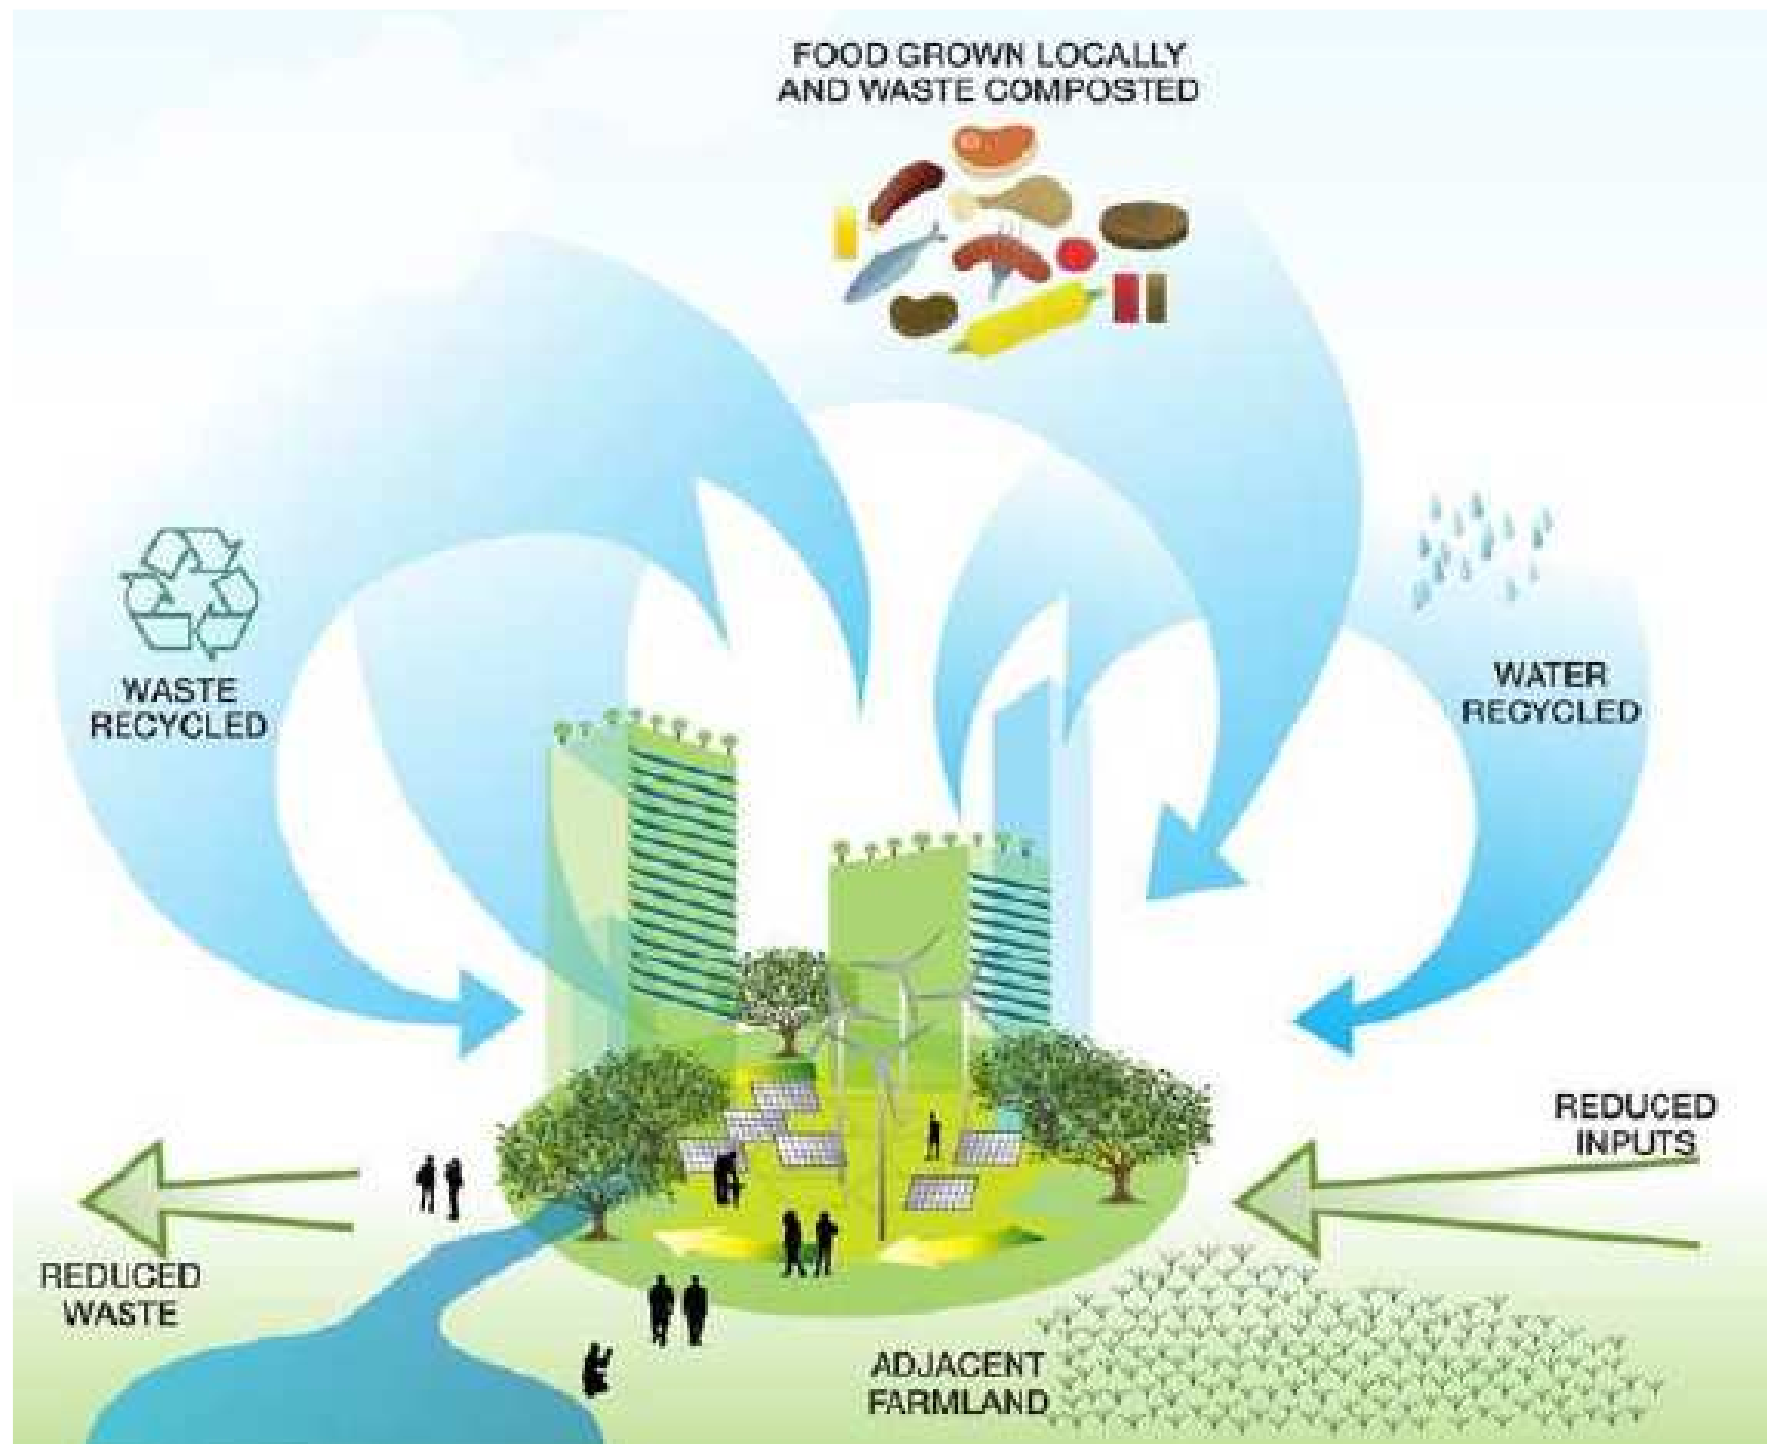 FOOD GROWN LOCALLY
AND WASTE COMPOSTED
WASTE
RECYCLED
WATER
RECYCLED
REDUCED
INPUTS
REDUCED
WASTE
ADJACENT
FARMLAND